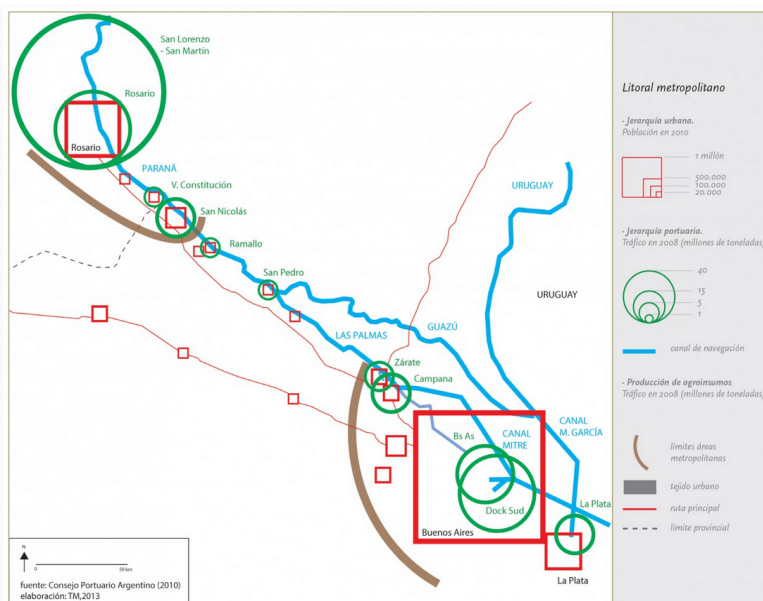 San Lorenzo
- San Martín
Rosario
Rosario
PARANÁ
V. Constitución
San Nicolás
Ramallo
San Pedro
URUGUAY
URUGUAY
LAS PALMAS
GUAZÚ
Zárate
Campana
CANAL
M. GARCÍA
Bs As
CANAL
MITRE
La Plata
Dock Sud
Buenos Aires
La Plata
N
0
50 km
fuente: Consejo Portuario Argentino (2010)
elaboración: TM,2013
Litoral metropolitano
- Jerarquía urbana.
Población en 2010
1 millón
500.000
100.000
20.000
- Jerarquía portuaria.
Tráfico en 2008 (millones de toneladas)
40
15
5
1
canal de navegación
- Producción de agroinsumos
Tráfico en 2008 (millones de toneladas)
límites áreas
metropolitanas
tejido urbano
ruta principal
límite provincial